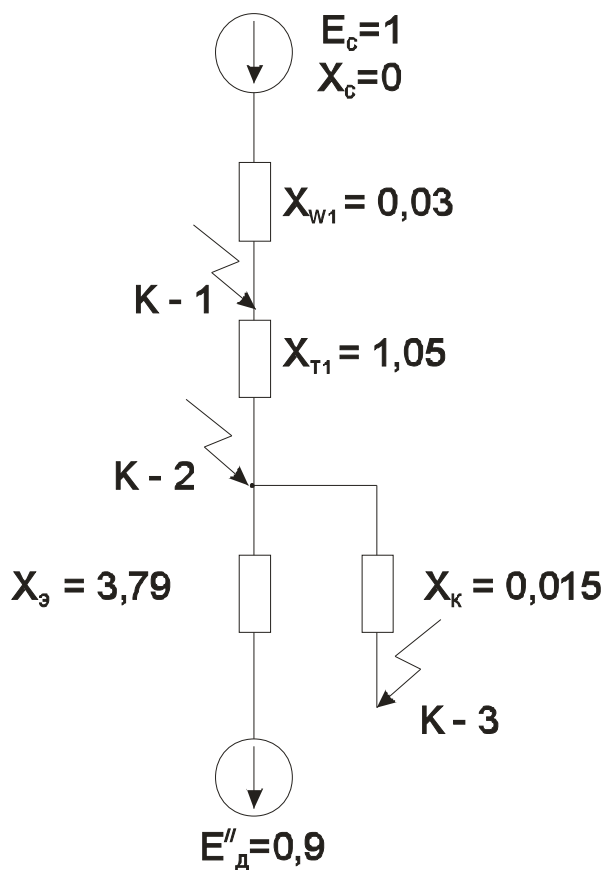 Eс=1
Xс=0
XW1 = 0,03
К - 1
XТ1 = 1,05
К - 2
Xэ = 3,79
Xк = 0,015
К - 3
E″д=0,9